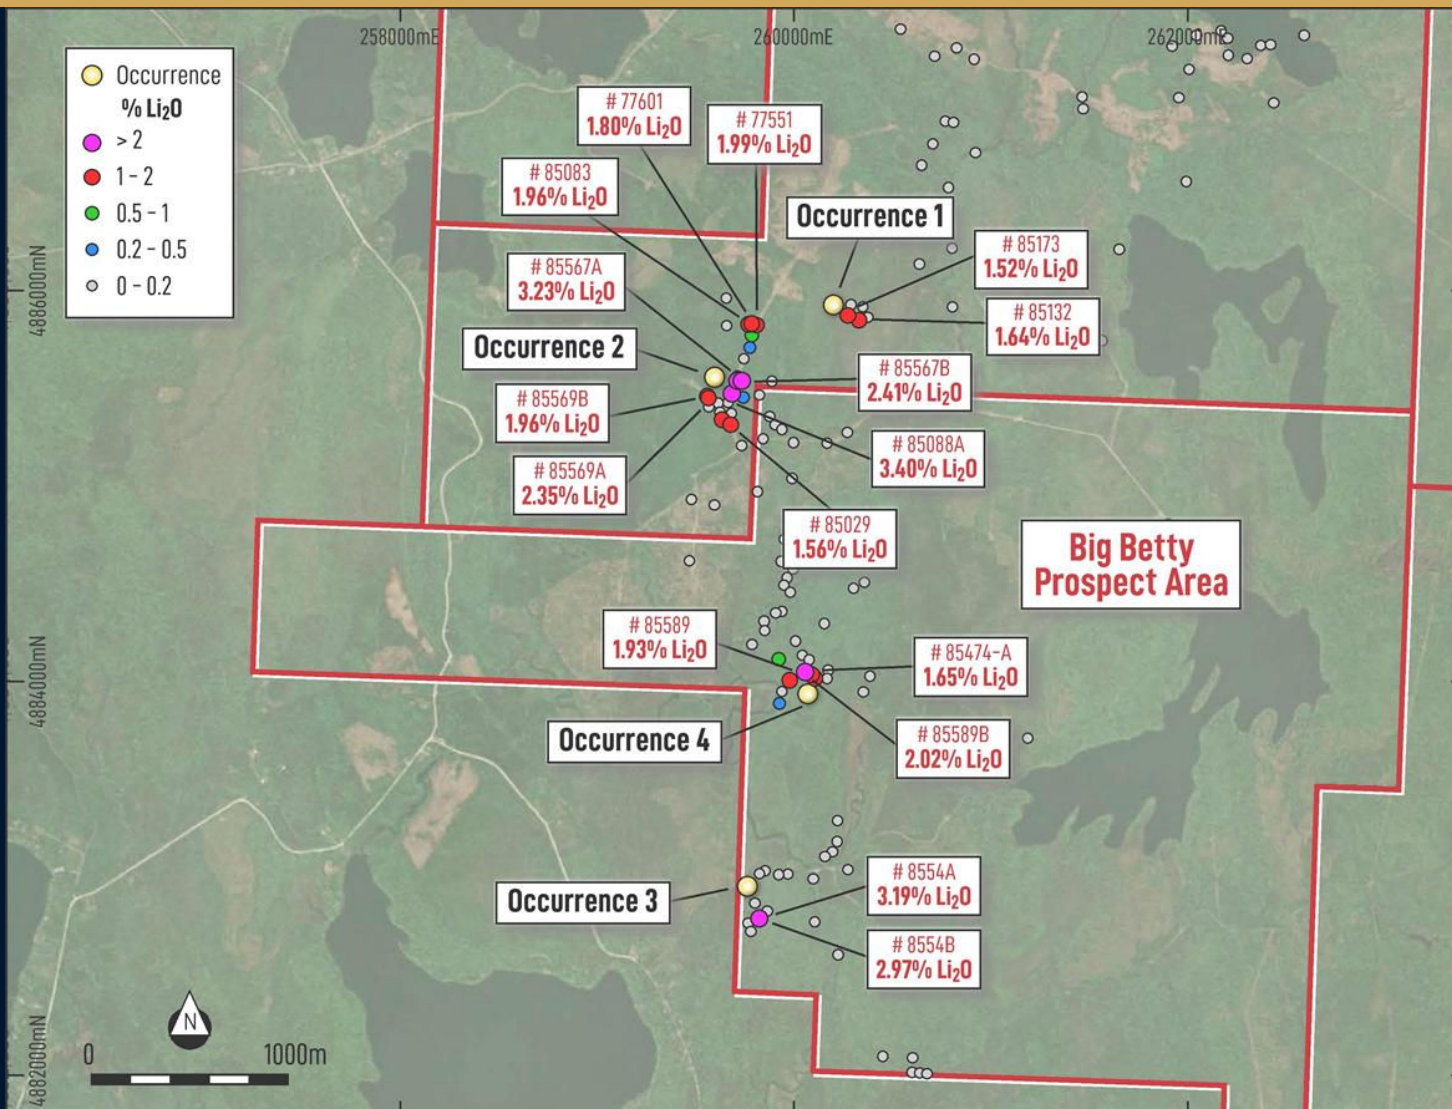 258000mE
260000mE
262000mE
4886000mN
4884000mN
4882000mN
Occurrence
% Li₂O
> 2
1 – 2
0.5 – 1
0.2 – 0.5
0 – 0.2
# 77601
1.80% Li₂O
# 77551
1.99% Li₂O
# 85083
1.96% Li₂O
Occurrence 1
# 85173
1.52% Li₂O
# 85567A
3.23% Li₂O
# 85132
1.64% Li₂O
Occurrence 2
# 85567B
2.41% Li₂O
# 85569B
1.96% Li₂O
# 85088A
3.40% Li₂O
# 85569A
2.35% Li₂O
# 85029
1.56% Li₂O
Big Betty
Prospect Area
# 85589
1.93% Li₂O
# 85474-A
1.65% Li₂O
Occurrence 4
# 85589B
2.02% Li₂O
Occurrence 3
# 8554A
3.19% Li₂O
# 8554B
2.97% Li₂O
N
0
1000m